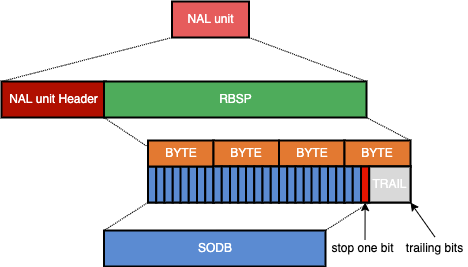 NAL unit
NAL unit Header RBSP
BYTE BYTE BYTE BYTE
TRAIL
SODB
stop one bit trailing bits